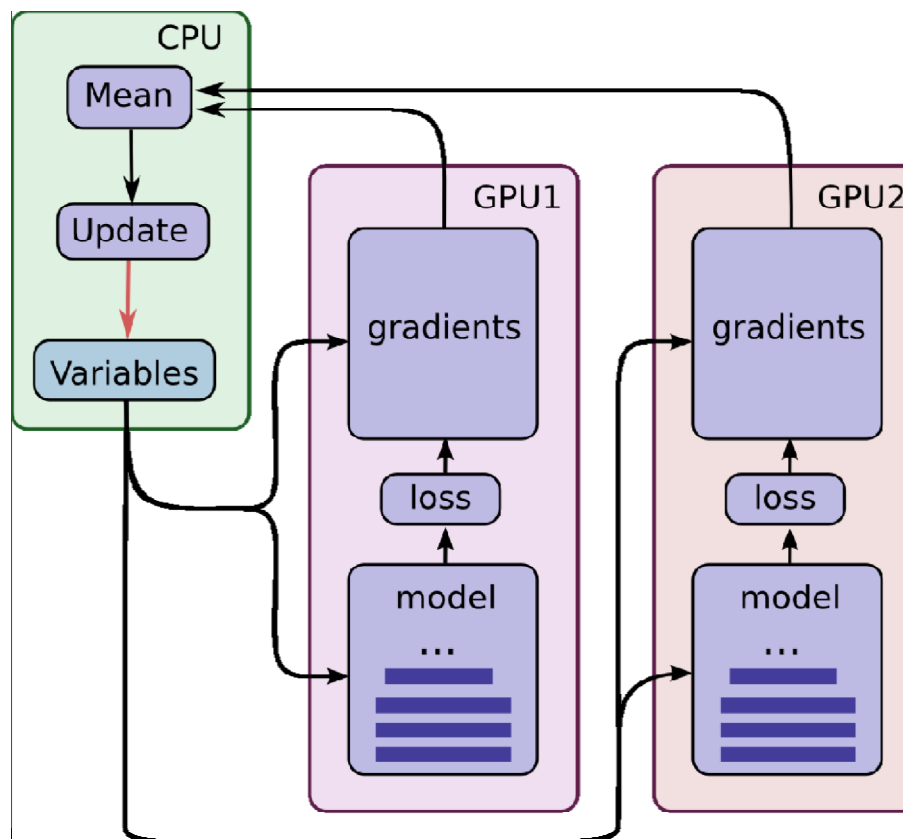 CPU
Mean
Update
Variables
GPU1
gradients
loss
model
...
GPU2
gradients
loss
model
...